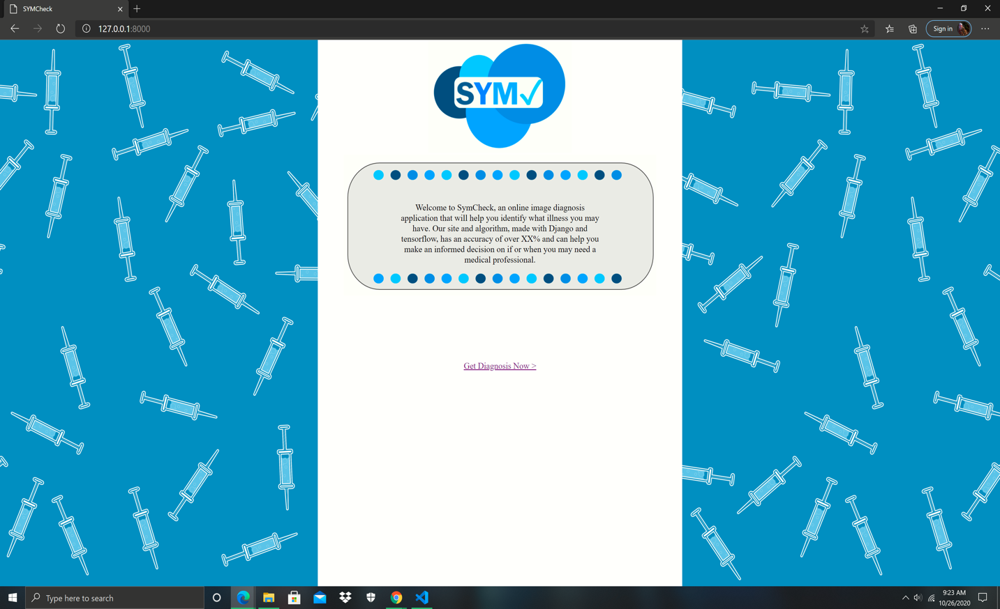 SYMCheck
127.0.0.1:8000
Sign in
SYM
Welcome to SymCheck, an online image diagnosis
application that will help you identify what illness you may
have. Our site and algorithm, made with Django and
tensorflow, has an accuracy of over XX% and can help you
make an informed decision on if or when you may need a
medical professional.
Get Diagnosis Now >
Type here to search
9:23 AM
10/26/2020